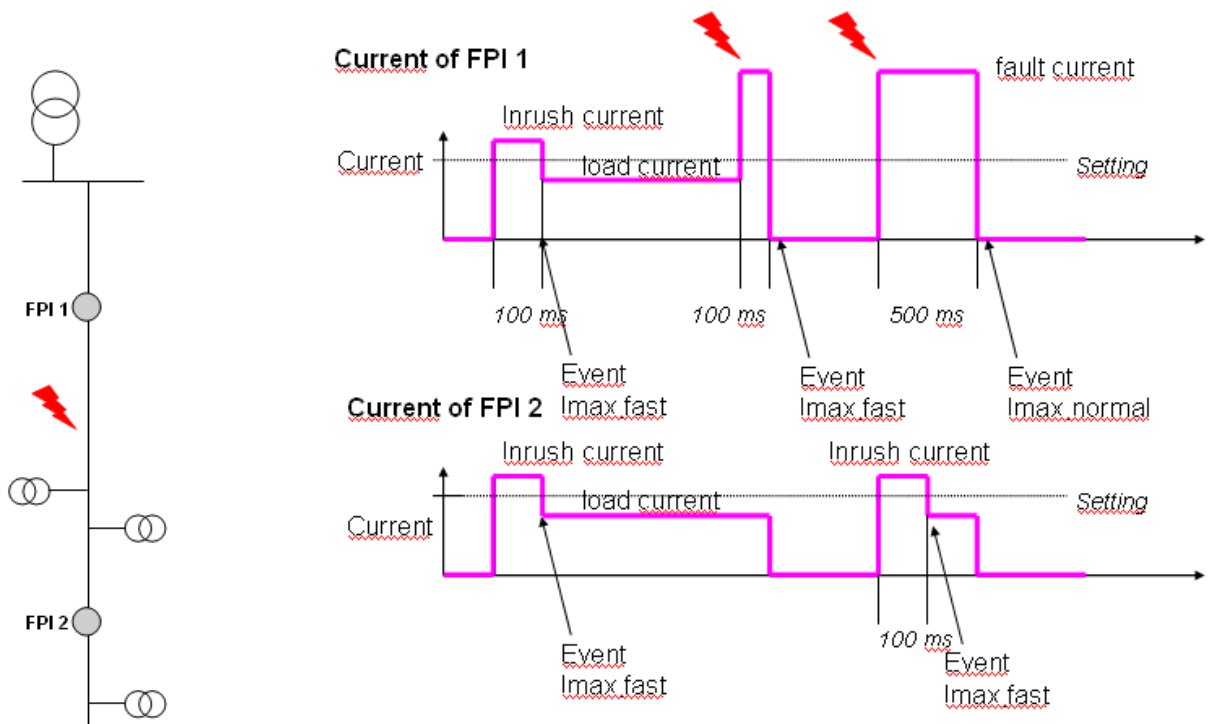 FPI 1
FPI 2
Current of FPI 1
fault current
Inrush current
Current
load current
Setting
100 ms
100 ms
500 ms
Event
Imax.fast
Event
Imax.fast
Event
Imax.normal
Current of FPI 2
Inrush current
Inrush current
load current
Setting
Current
100 ms
Event
Imax.fast
Event
Imax.fast